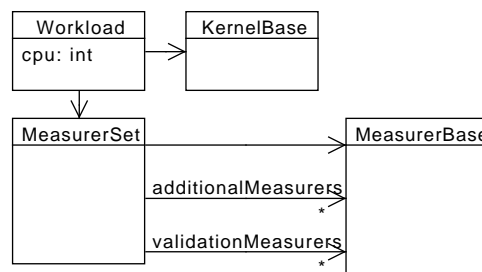 Workload
KernelBase
cpu: int
MeasurerSet
MeasurerBase
additionalMeasurers
*
validationMeasurers
*